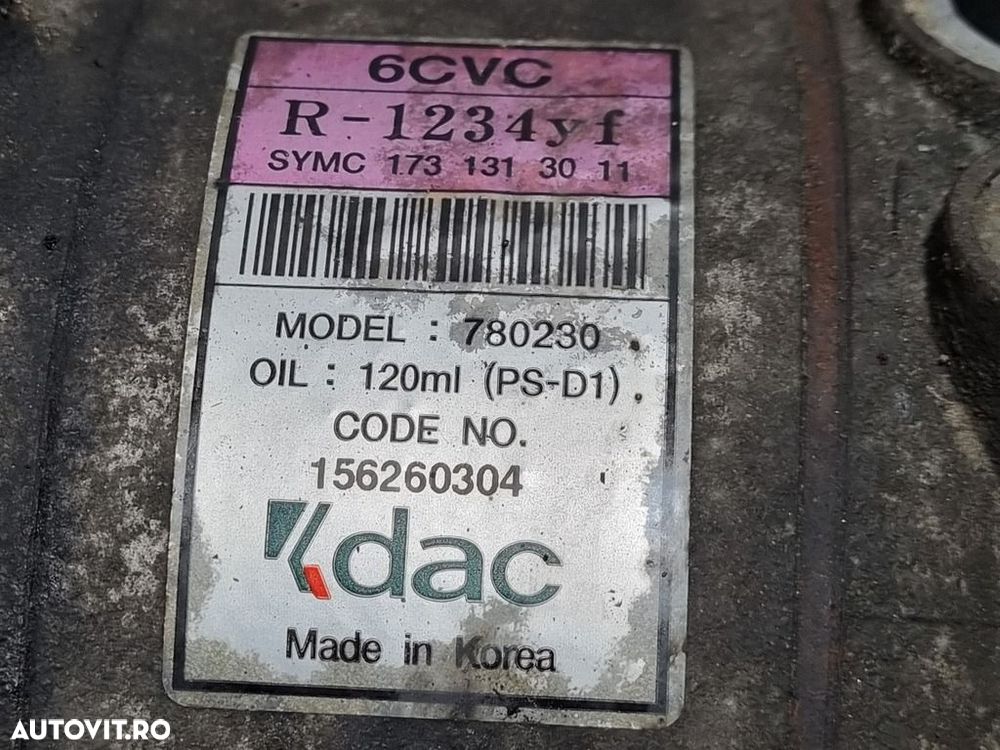 6CVC
R-1234yf
SYMC 173 131 30 11
MODEL : 780230
OIL : 120ml (PS-D1)
CODE NO.
156260304
Kdac
Made in Korea
AUTOVIT.RO